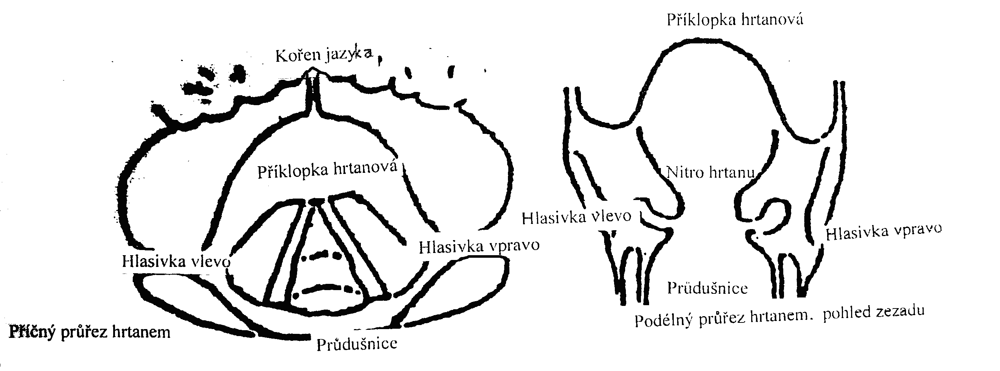 Kořen jazyka
Příklopka hrtanová
Hlasivka vlevo
Hlasivka vpravo
Příčný průřez hrtanem
Průdušnice
Příklopka hrtanová
Nitro hrtanu
Hlasivka vlevo
Hlasivka vpravo
Průdušnice
Podélný průřez hrtanem. pohled zezadu